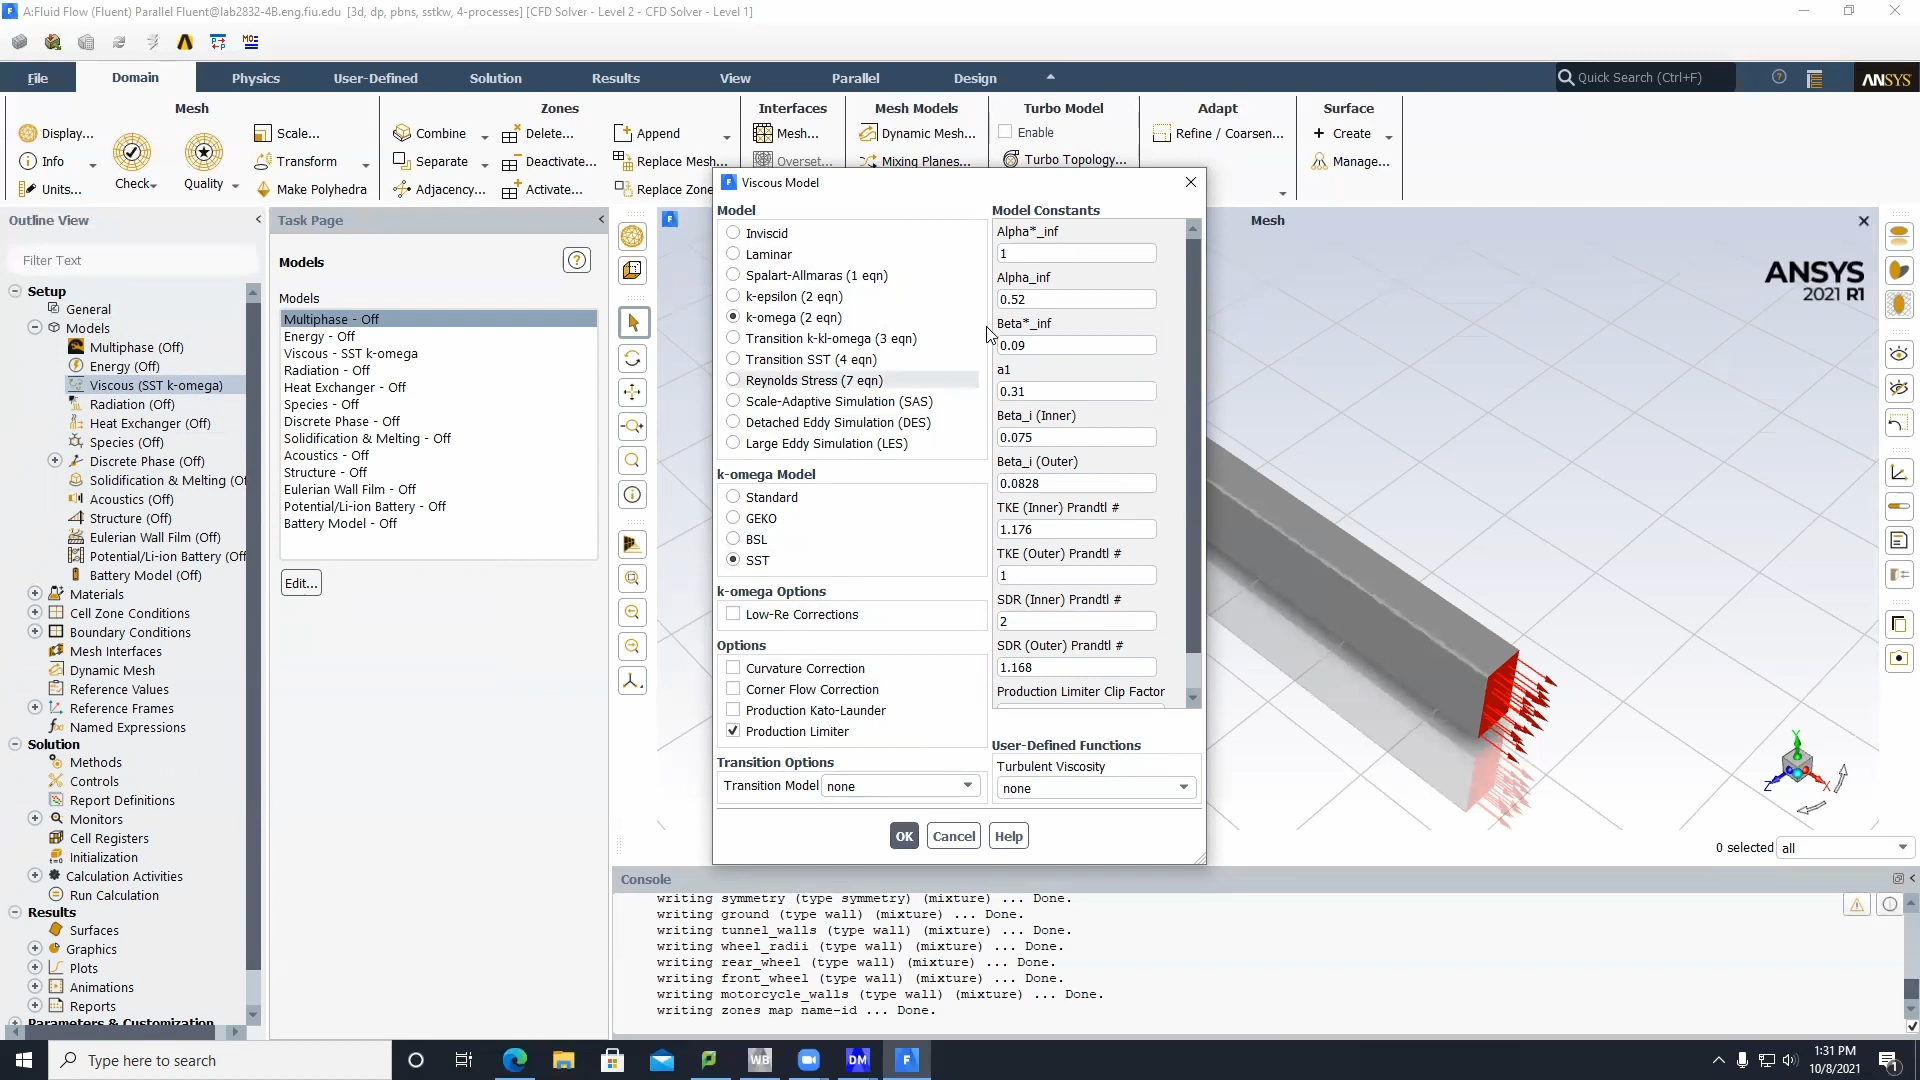 A:Fluid Flow (Fluent) Parallel Fluent@lab2832-4B.eng.fiu.edu [3d, dp, pbns, sstkw, 4-processes] [CFD Solver - Level 2 - CFD Solver - Level 1]
File Domain Physics User-Defined Solution Results View Parallel Design
Quick Search (Ctrl+F)
ANSYS
Mesh
Display...
Info
Units...
Check
Quality
Scale...
Transform
Make Polyhedra
Zones
Combine
Separate
Adjacency...
Delete...
Deactivate...
Activate...
Append
Replace Mesh...
Replace Zone
Interfaces
Mesh...
Overset...
Mesh Models
Dynamic Mesh...
Mixing Planes...
Turbo Model
Enable
Turbo Topology...
Adapt
Refine / Coarsen...
Surface
Create
Manage...
Outline View
Filter Text
Setup
General
Models
Multiphase (Off)
Energy (Off)
Viscous (SST k-omega)
Radiation (Off)
Heat Exchanger (Off)
Species (Off)
Discrete Phase (Off)
Solidification & Melting (Of
Acoustics (Off)
Structure (Off)
Eulerian Wall Film (Off)
Potential/Li-ion Battery (Off
Battery Model (Off)
Materials
Cell Zone Conditions
Boundary Conditions
Mesh Interfaces
Dynamic Mesh
Reference Values
Reference Frames
Named Expressions
Solution
Methods
Controls
Report Definitions
Monitors
Cell Registers
Initialization
Calculation Activities
Run Calculation
Results
Surfaces
Graphics
Plots
Animations
Reports
Parameters & Customization
Task Page
Models
Models
Multiphase - Off
Energy - Off
Viscous - SST k-omega
Radiation - Off
Heat Exchanger - Off
Species - Off
Discrete Phase - Off
Solidification & Melting - Off
Acoustics - Off
Structure - Off
Eulerian Wall Film - Off
Potential/Li-ion Battery - Off
Battery Model - Off
Edit...
Viscous Model
Model
Inviscid
Laminar
Spalart-Allmaras (1 eqn)
k-epsilon (2 eqn)
k-omega (2 eqn)
Transition k-kl-omega (3 eqn)
Transition SST (4 eqn)
Reynolds Stress (7 eqn)
Scale-Adaptive Simulation (SAS)
Detached Eddy Simulation (DES)
Large Eddy Simulation (LES)
k-omega Model
Standard
GEKO
BSL
SST
k-omega Options
Low-Re Corrections
Options
Curvature Correction
Corner Flow Correction
Production Kato-Launder
Production Limiter
Transition Options
Transition Model none
Model Constants
Alpha*_inf
1
Alpha_inf
0.52
Beta*_inf
0.09
a1
0.31
Beta_i (Inner)
0.075
Beta_i (Outer)
0.0828
TKE (Inner) Prandtl #
1.176
TKE (Outer) Prandtl #
1
SDR (Inner) Prandtl #
2
SDR (Outer) Prandtl #
1.168
Production Limiter Clip Factor
User-Defined Functions
Turbulent Viscosity
none
OK Cancel Help
Mesh
ANSYS
2021 R1
Y
Z
X
0 selected all
Console
writing symmetry (type symmetry) (mixture) ... Done.
writing ground (type wall) (mixture) ... Done.
writing tunnel_walls (type wall) (mixture) ... Done.
writing wheel_radii (type wall) (mixture) ... Done.
writing rear_wheel (type wall) (mixture) ... Done.
writing front_wheel (type wall) (mixture) ... Done.
writing motorcycle_walls (type wall) (mixture) ... Done.
writing zones map name-id ... Done.
Type here to search
WB
DM
F
1:31 PM
10/8/2021
1